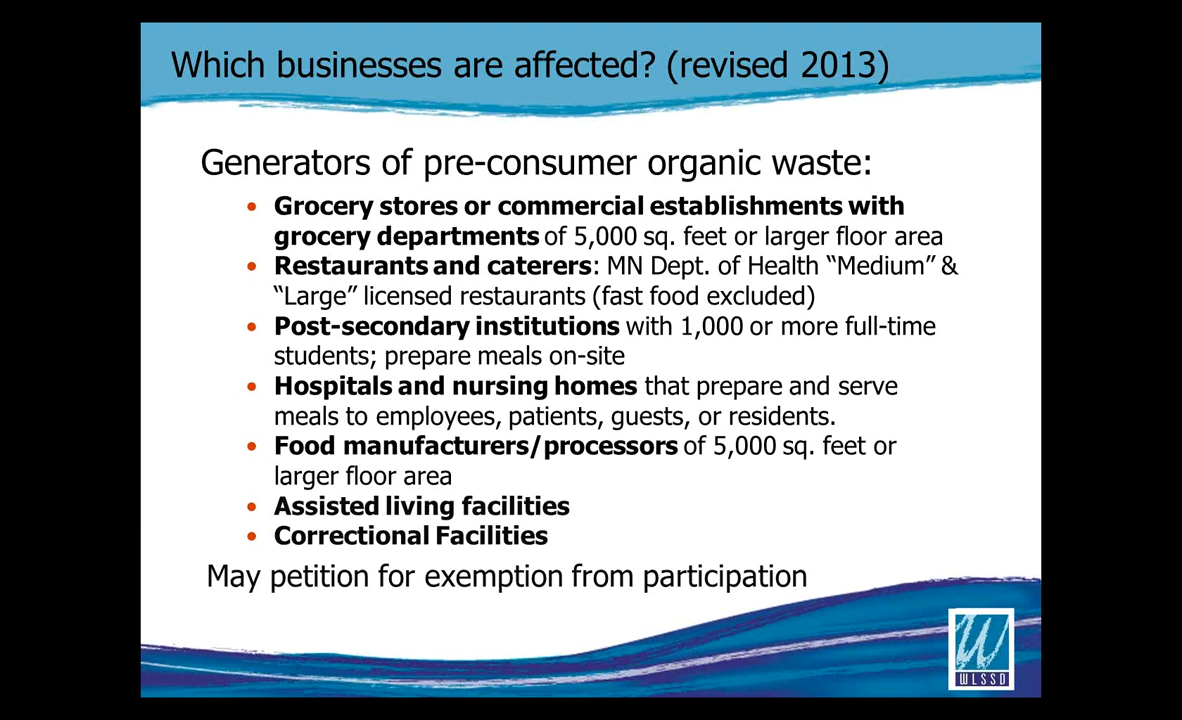 Which businesses are affected? (revised 2013)
Generators of pre-consumer organic waste:
• Grocery stores or commercial establishments with
grocery departments of 5,000 sq. feet or larger floor area
• Restaurants and caterers: MN Dept. of Health “Medium” &
“Large” licensed restaurants (fast food excluded)
• Post-secondary institutions with 1,000 or more full-time
students; prepare meals on-site
• Hospitals and nursing homes that prepare and serve
meals to employees, patients, guests, or residents.
• Food manufacturers/processors of 5,000 sq. feet or
larger floor area
• Assisted living facilities
• Correctional Facilities
May petition for exemption from participation
W
WLSSD